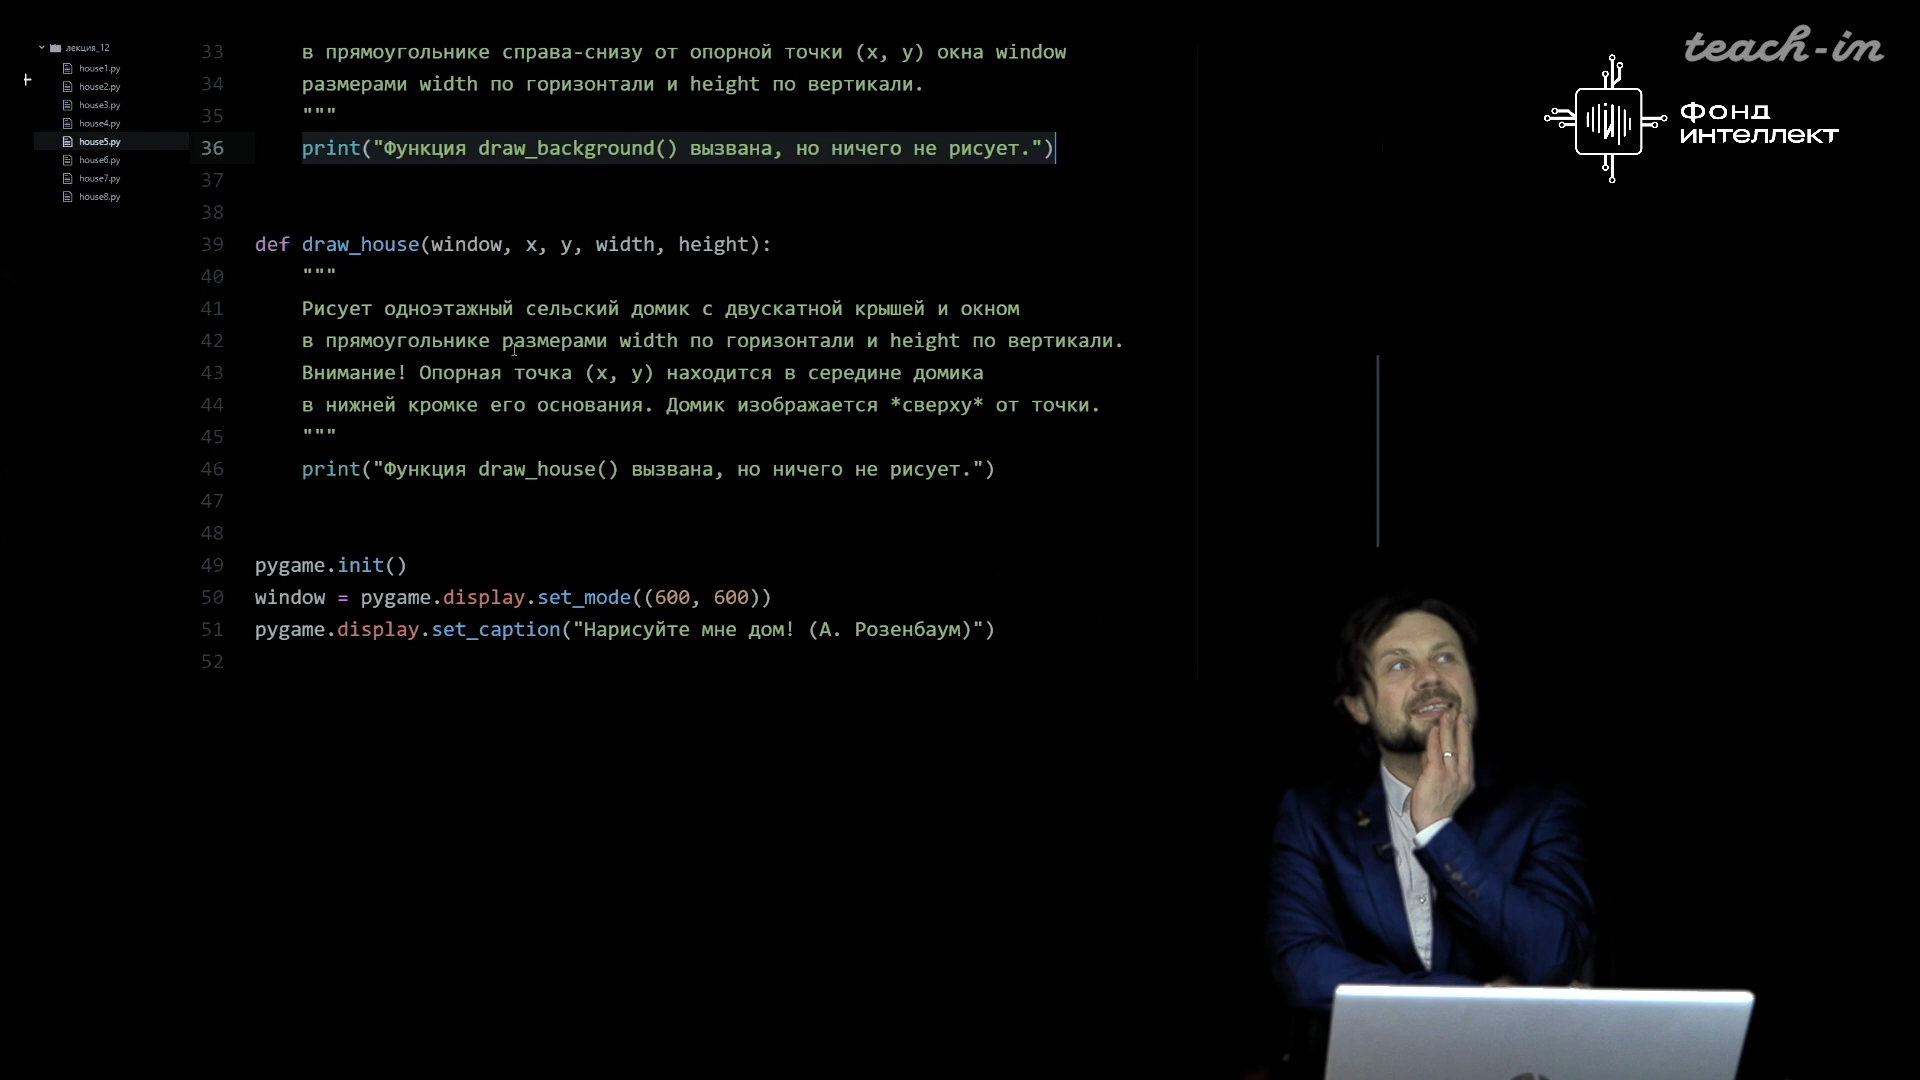 teach-in
ФОНД
ИНТЕЛЛЕКТ
лекция_12
house1.py
house2.py
house3.py
house4.py
house5.py
house6.py
house7.py
house8.py
33 в прямоугольнике справа-снизу от опорной точки (x, y) окна window
34 размерами width по горизонтали и height по вертикали.
35 """
36 print("Функция draw_background() вызвана, но ничего не рисует.")
37
38
39 def draw_house(window, x, y, width, height):
40 """
41 Рисует одноэтажный сельский домик с двускатной крышей и окном
42 в прямоугольнике размерами width по горизонтали и height по вертикали.
43 Внимание! Опорная точка (x, y) находится в середине домика
44 в нижней кромке его основания. Домик изображается *сверху* от точки.
45 """
46 print("Функция draw_house() вызвана, но ничего не рисует.")
47
48
49 pygame.init()
50 window = pygame.display.set_mode((600, 600))
51 pygame.display.set_caption("Нарисуйте мне дом! (А. Розенбаум)")
52